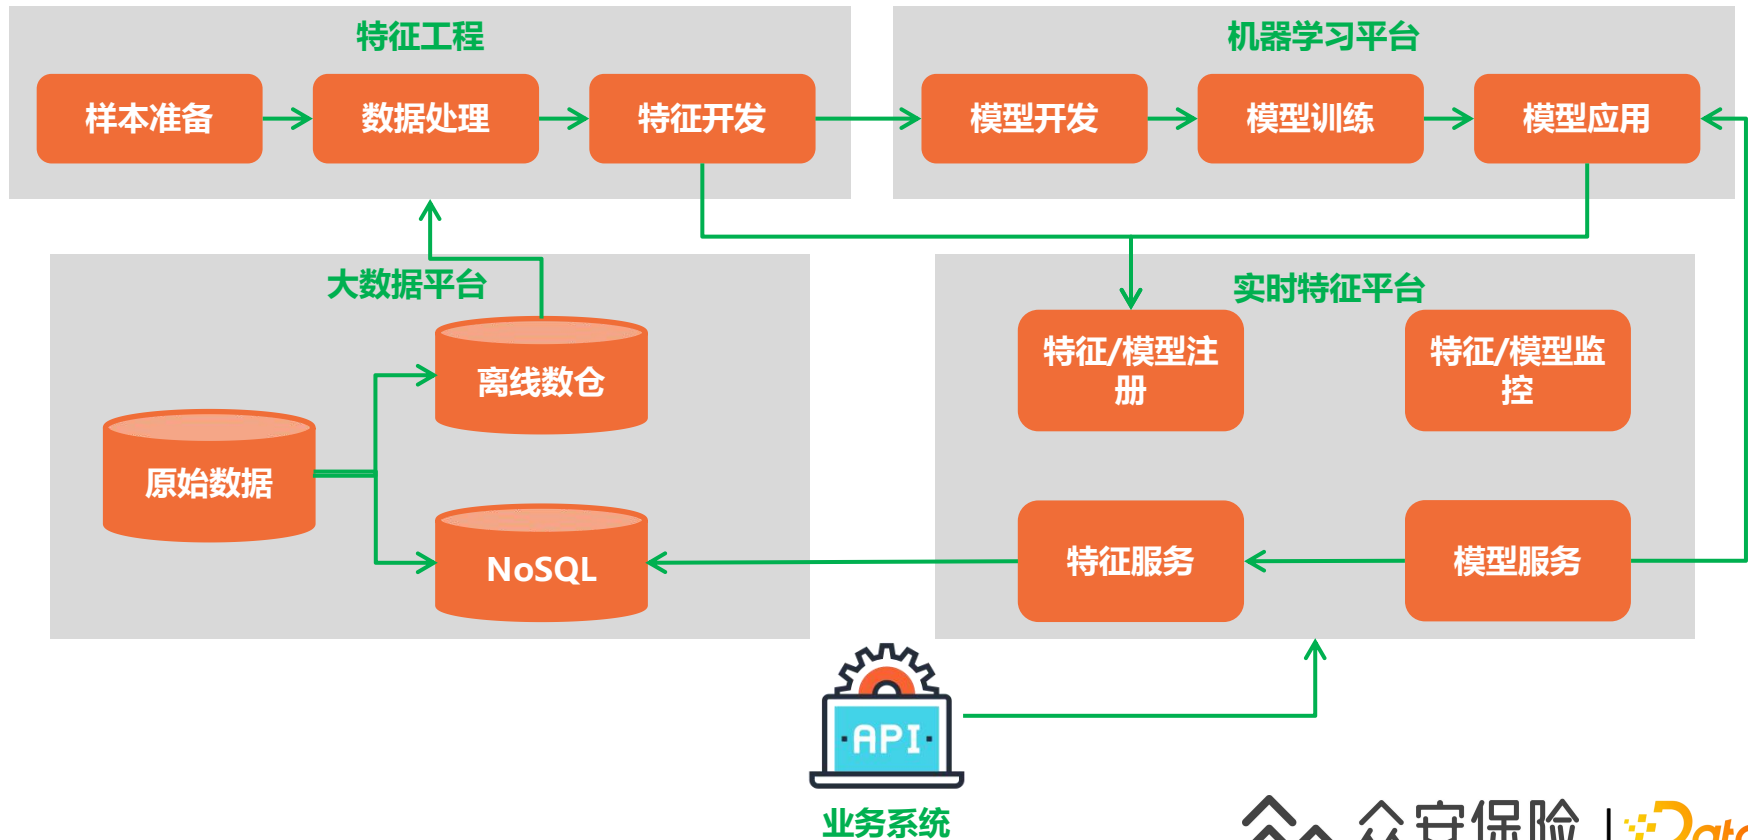 特征工程
机器学习平台
样本准备
数据处理
特征开发
模型开发
模型训练
模型应用
大数据平台
实时特征平台
离线数仓
原始数据
NoSQL
特征/模型注
册
特征/模型监
控
特征服务
模型服务
·API·
业务系统
众安保险
Data